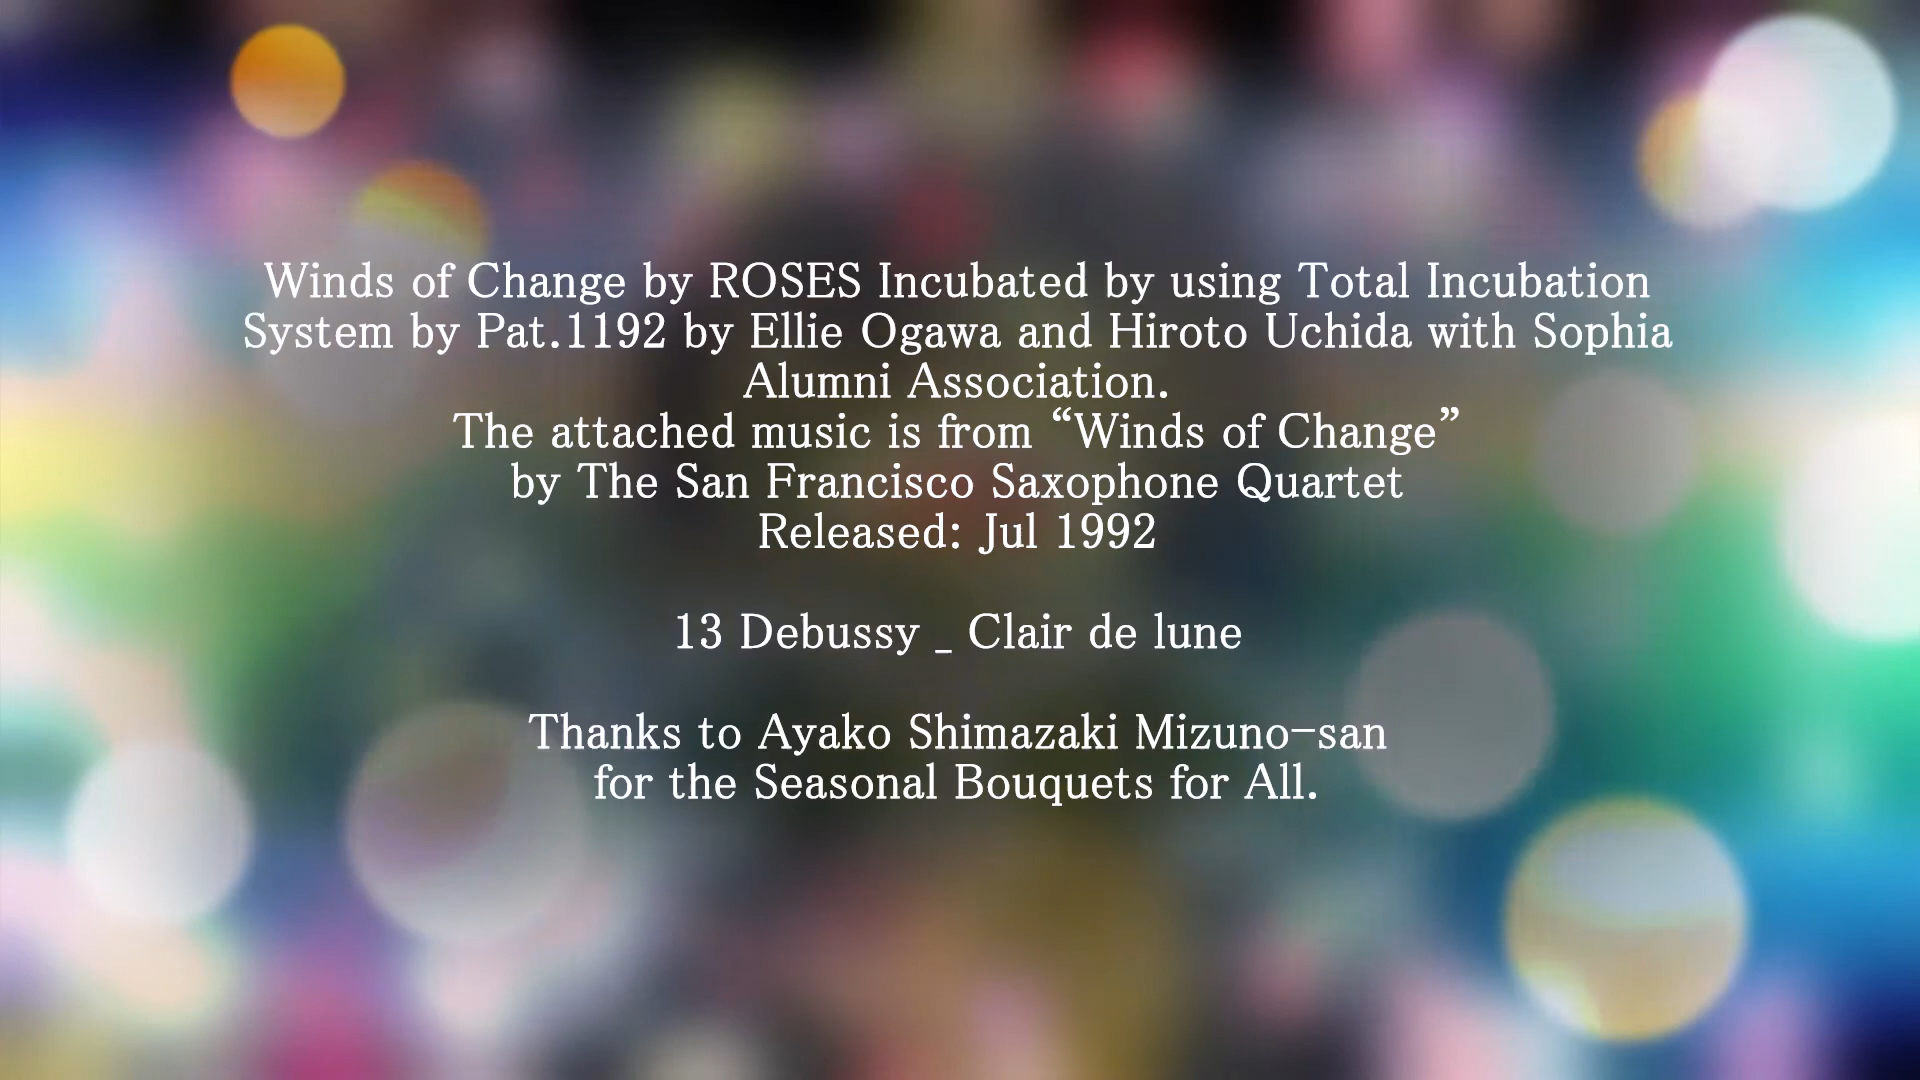 Winds of Change by ROSES Incubated by using Total Incubation
System by Pat.1192 by Ellie Ogawa and Hiroto Uchida with Sophia
Alumni Association.
The attached music is from “Winds of Change”
by The San Francisco Saxophone Quartet
Released: Jul 1992
13 Debussy _ Clair de lune
Thanks to Ayako Shimazaki Mizuno-san
for the Seasonal Bouquets for All.